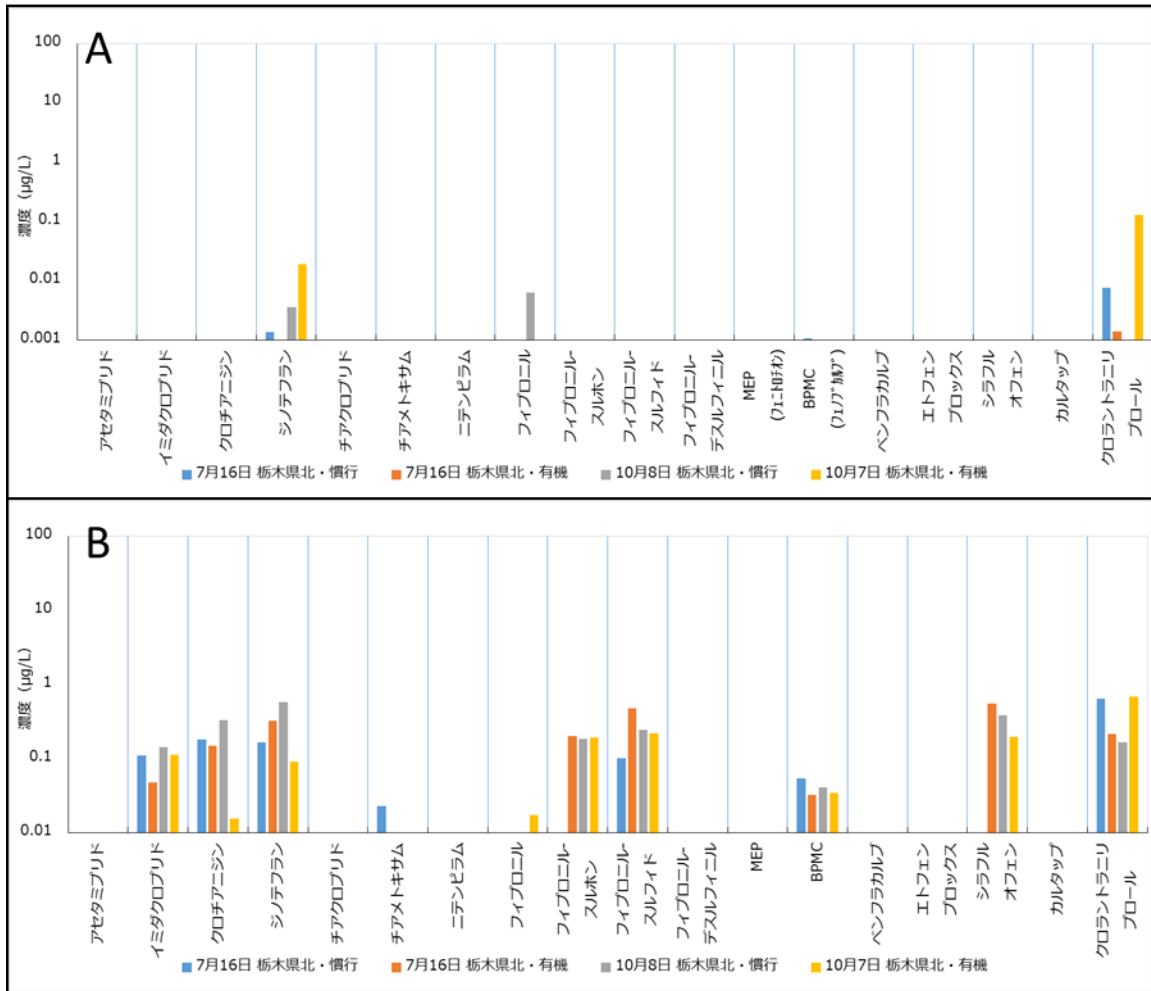 A
100
10
1
0.1
0.01
0.001
濃度 (μg/L)
アセタミプリド
イミダクロプリド
クロチアニジン
ジノテフラン
チアクロプリド
チアメトキサム
ニテンピラム
フィプロニル
フィプロニル-
スルホン
フィプロニル-
スルフィド
フィプロニル-
デスルフィニル
MEP
(フェニトロチオン)
BPMC
(フェノブカルブ)
ベンフラカルブ
エトフェン
プロックス
シラフル
オフェン
カルタップ
クロラントラニリ
プロール
7月16日 栃木県北・慣行
7月16日 栃木県北・有機
10月8日 栃木県北・慣行
10月7日 栃木県北・有機
B
100
10
1
0.1
0.01
濃度 (μg/L)
アセタミプリド
イミダクロプリド
クロチアニジン
ジノテフラン
チアクロプリド
チアメトキサム
ニテンピラム
フィプロニル
フィプロニル-
スルホン
フィプロニル-
スルフィド
フィプロニル-
デスルフィニル
MEP
BPMC
ベンフラカルブ
エトフェン
プロックス
シラフル
オフェン
カルタップ
クロラントラニリ
プロール
7月16日 栃木県北・慣行
7月16日 栃木県北・有機
10月8日 栃木県北・慣行
10月7日 栃木県北・有機